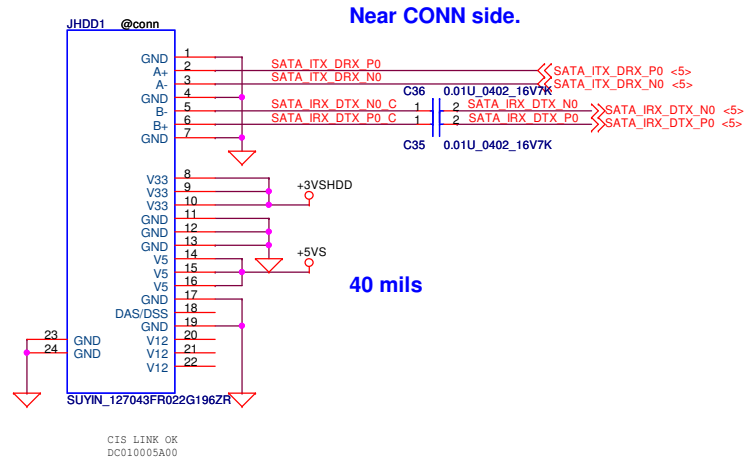 Near CONN side.
JHDD1 @conn
GND 1
A+ 2 SATA_ITX_DRX_P0 SATA_ITX_DRX_P0 <5>
A- 3 SATA_ITX_DRX_N0 SATA_ITX_DRX_N0 <5>
GND 4 C36 0.01U_0402_16V7K
B- 5 SATA_IRX_DTX_N0_C 1 2 SATA_IRX_DTX_N0 SATA_IRX_DTX_N0 <5>
B+ 6 SATA_IRX_DTX_P0_C 1 2 SATA_IRX_DTX_P0 SATA_IRX_DTX_P0 <5>
GND 7 C35 0.01U_0402_16V7K
V33 8
V33 9 +3VSHDD
V33 10
GND 11
GND 12
GND 13
V5 14 +5VS
V5 15
V5 16 40 mils
GND 17
DAS/DSS 18
GND 19
23 GND V12 20
24 GND V12 21
V12 22
SUYIN_127043FR022G196ZR
CIS LINK OK
DC010005A00